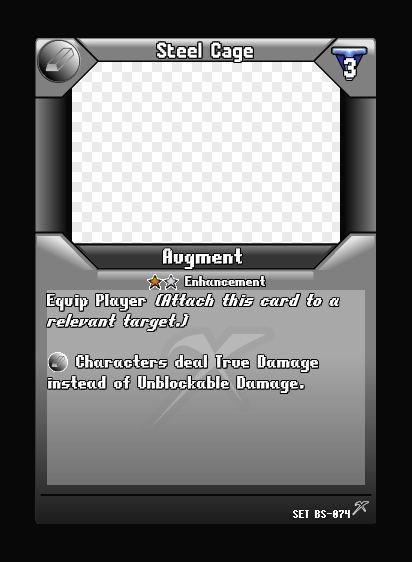 Steel Cage
3
Augment
Enhancement
Equip Player (Attach this card to a
relevant target.)
Characters deal True Damage
instead of Unblockable Damage.
SET BS-074